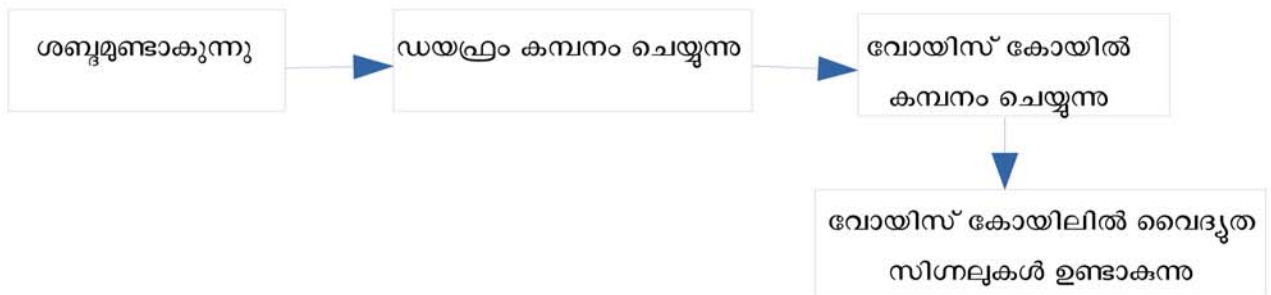 ശബ്ദമുണ്ടാകുന്നു
ഡയഫ്രം കമ്പനം ചെയ്യുന്നു
വോയിസ് കോയിൽ
കമ്പനം ചെയ്യുന്നു
വോയിസ് കോയിലിൽ വൈദ്യുത
സിഗ്നലുകൾ ഉണ്ടാകുന്നു